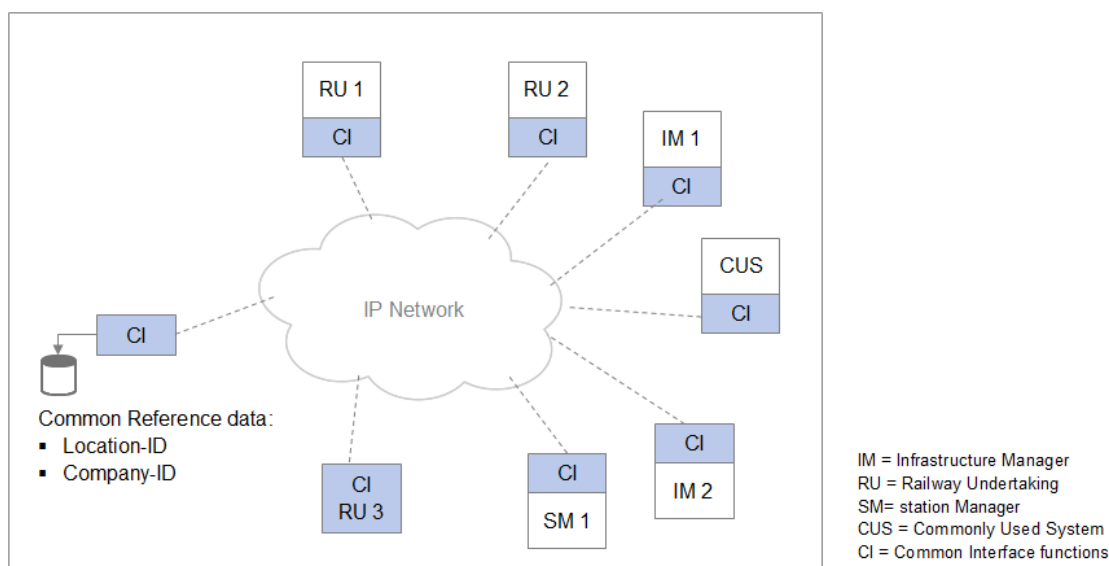 RU 1
CI
RU 2
CI
IM 1
CI
CUS
CI
IP Network
CI
Common Reference data:
▪ Location-ID
▪ Company-ID
CI
RU 3
CI
SM 1
CI
IM 2
IM = Infrastructure Manager
RU = Railway Undertaking
SM= station Manager
CUS = Commonly Used System
CI = Common Interface functions